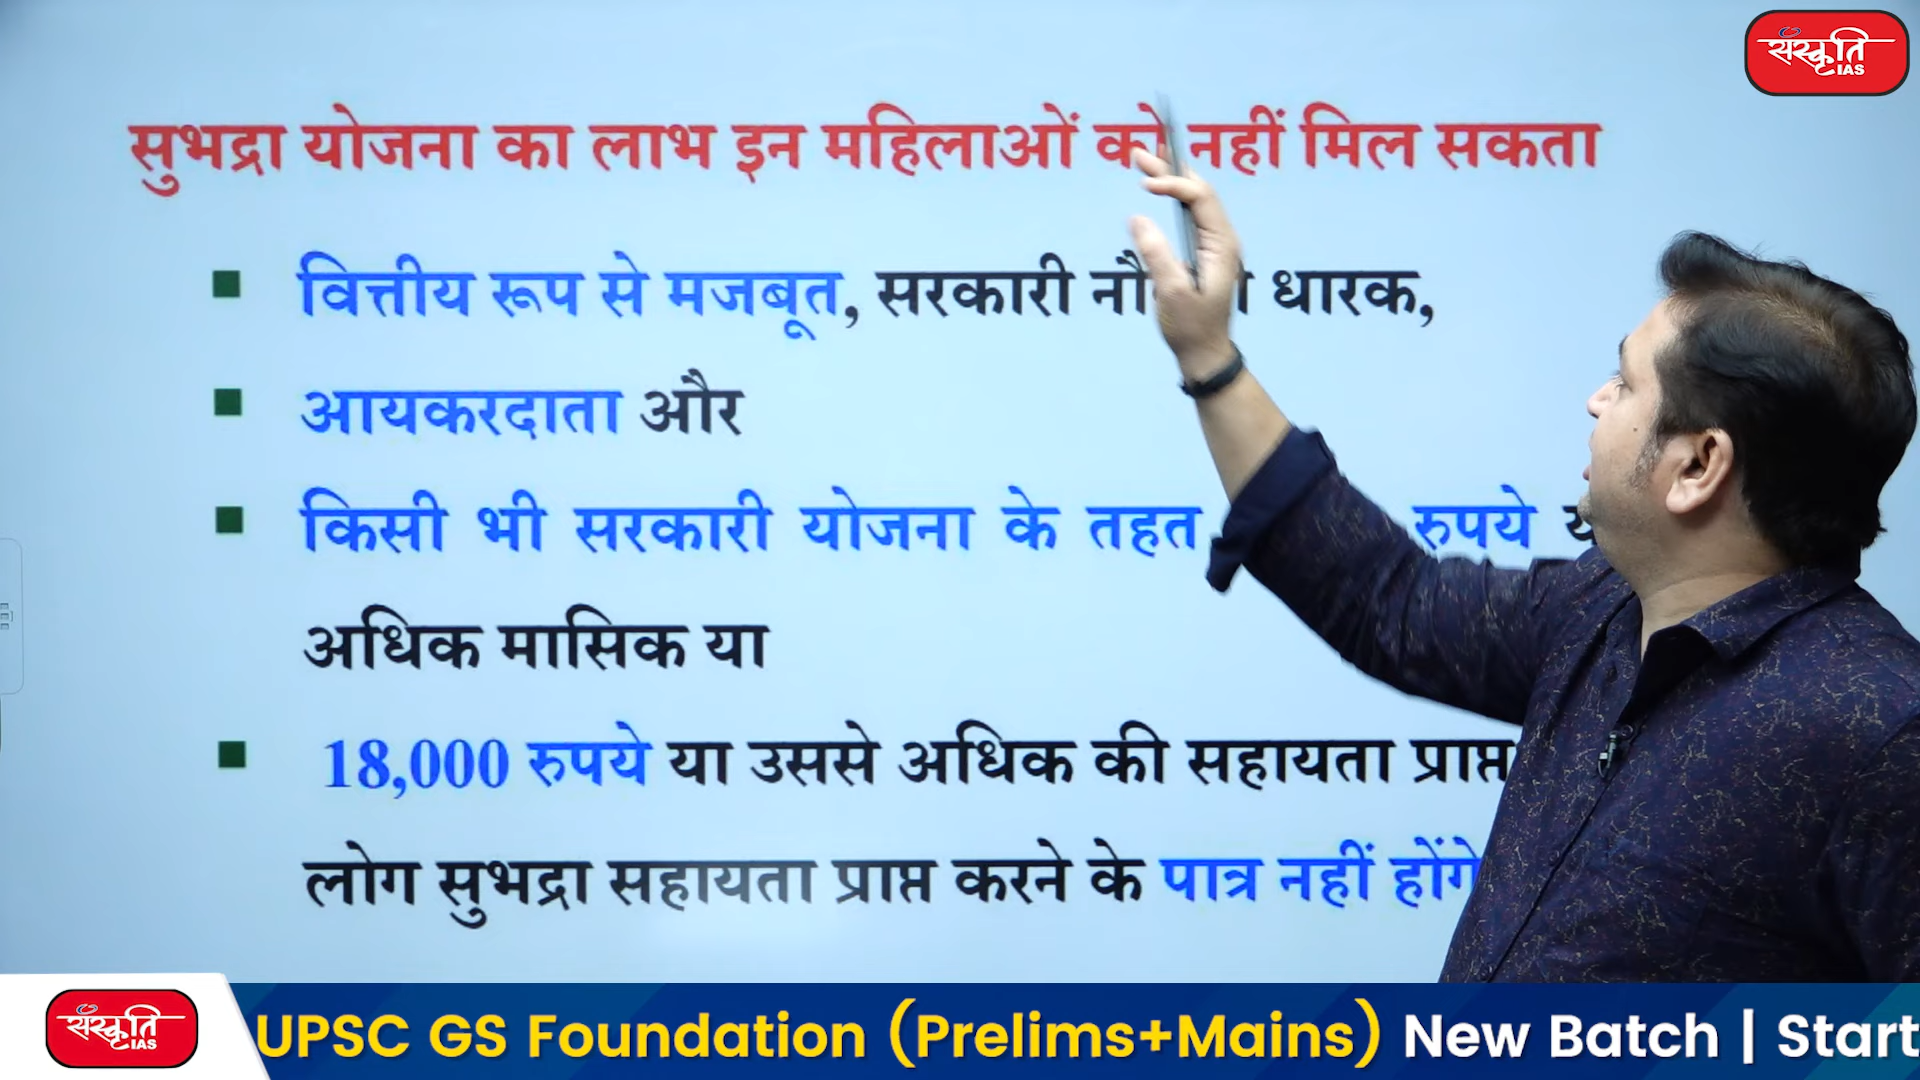 संस्कृति
IAS
सुभद्रा योजना का लाभ इन महिलाओं को नहीं मिल सकता
वित्तीय रूप से मजबूत, सरकारी धारक,
आयकरदाता और
किसी भी सरकारी योजना के तहत रुपये
अधिक मासिक या
18,000 रुपये या उससे अधिक की सहायता प्राप्त
लोग सुभद्रा सहायता प्राप्त करने के पात्र नहीं होंगे
संस्कृति
IAS
UPSC GS Foundation (Prelims+Mains) New Batch | Start